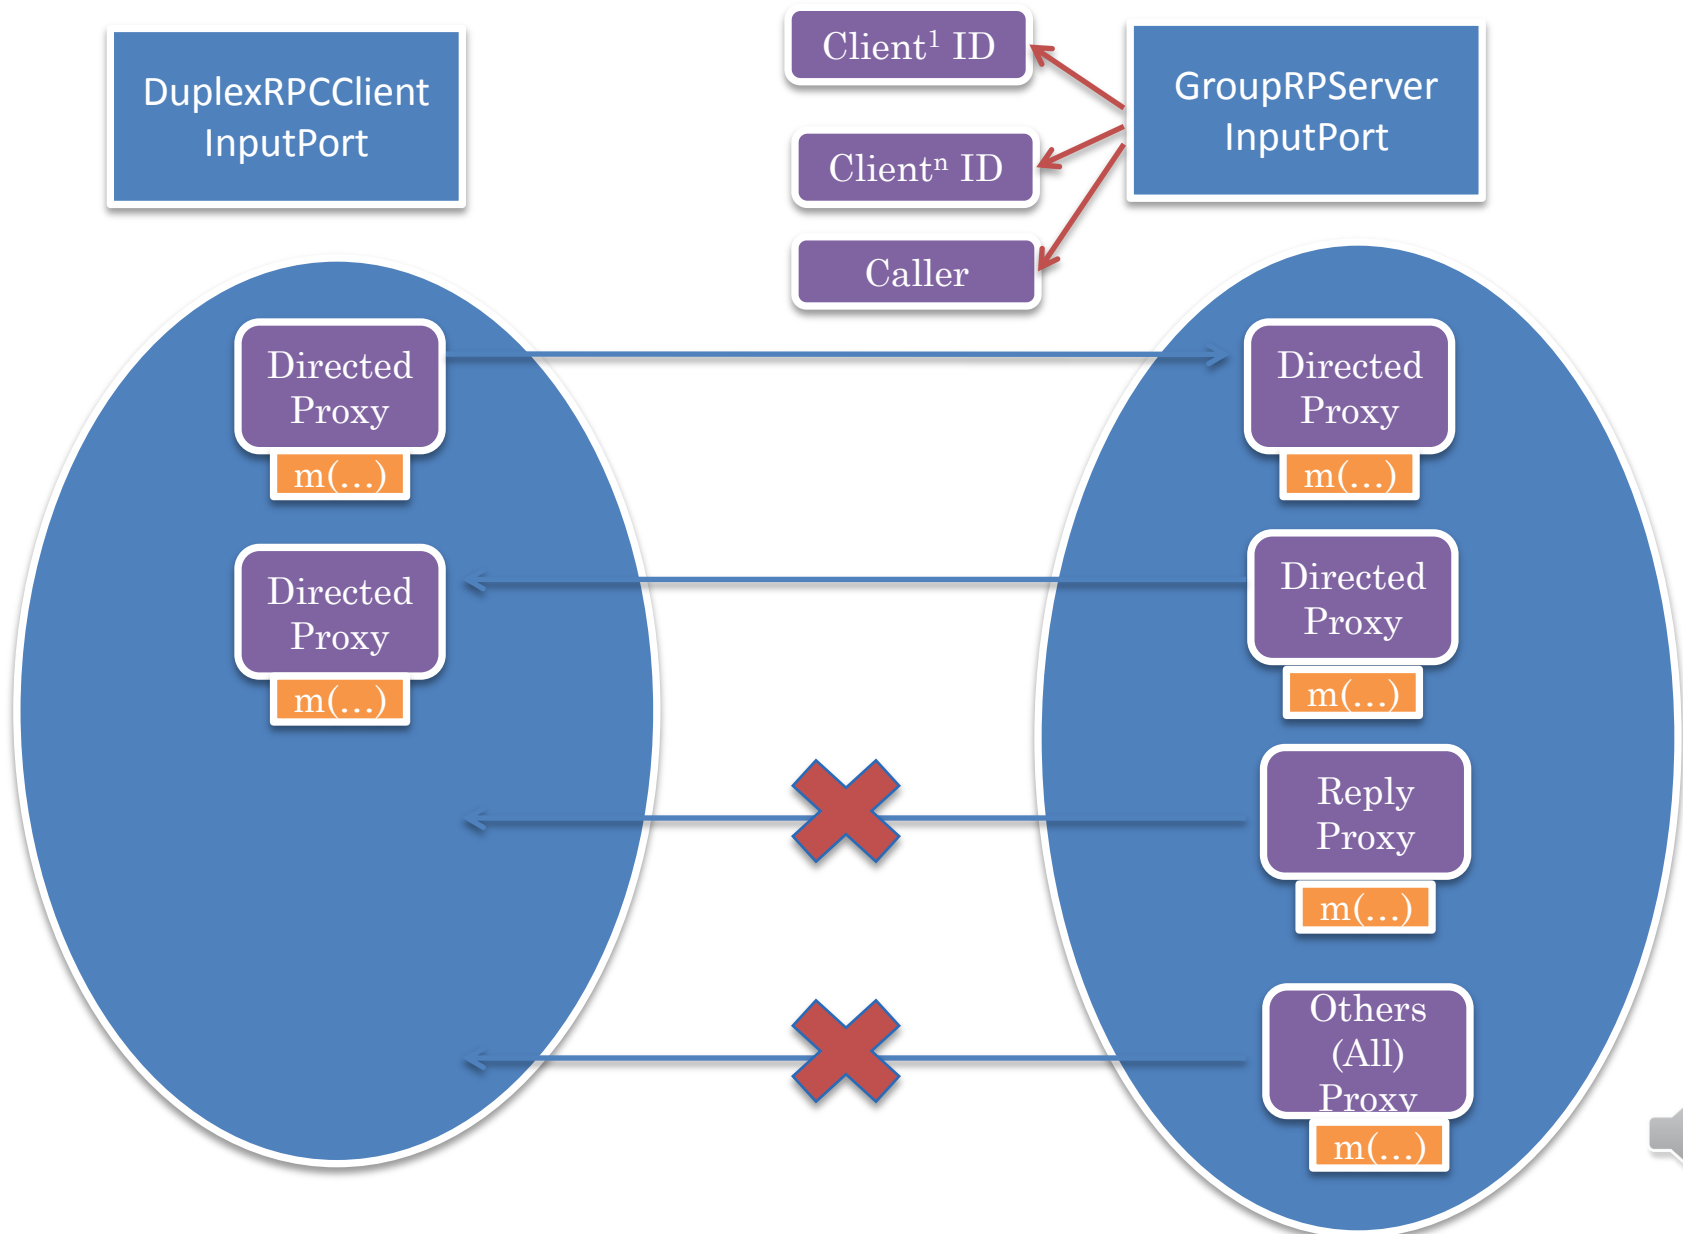 DuplexRPCClient
InputPort
Client¹ ID
Clientⁿ ID
Caller
GroupRPServer
InputPort
Directed
Proxy
m(...)
Directed
Proxy
m(...)
Directed
Proxy
m(...)
Directed
Proxy
m(...)
Reply
Proxy
m(...)
Others
(All)
Proxy
m(...)